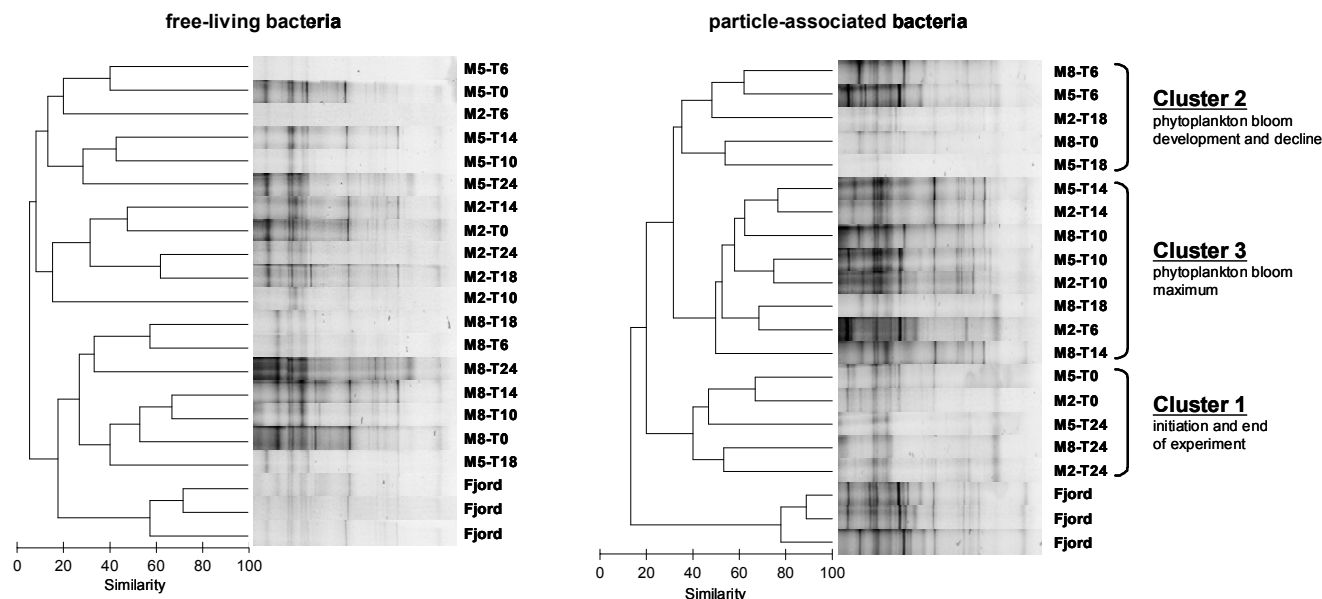 free-living bacteria
M5-T6
M5-T0
M2-T6
M5-T14
M5-T10
M5-T24
M2-T14
M2-T0
M2-T24
M2-T18
M2-T10
M8-T18
M8-T6
M8-T24
M8-T14
M8-T10
M8-T0
M5-T18
Fjord
Fjord
Fjord
0 20 40 60 80 100
Similarity
particle-associated bacteria
M8-T6
M5-T6
M2-T18
M8-T0
M5-T18
M5-T14
M2-T14
M8-T10
M5-T10
M2-T10
M8-T18
M2-T6
M8-T14
M5-T0
M2-T0
M5-T24
M8-T24
M2-T24
Fjord
Fjord
Fjord
0 20 40 60 80 100
Similarity
Cluster 2
phytoplankton bloom
development and decline
Cluster 3
phytoplankton bloom
maximum
Cluster 1
initiation and end
of experiment